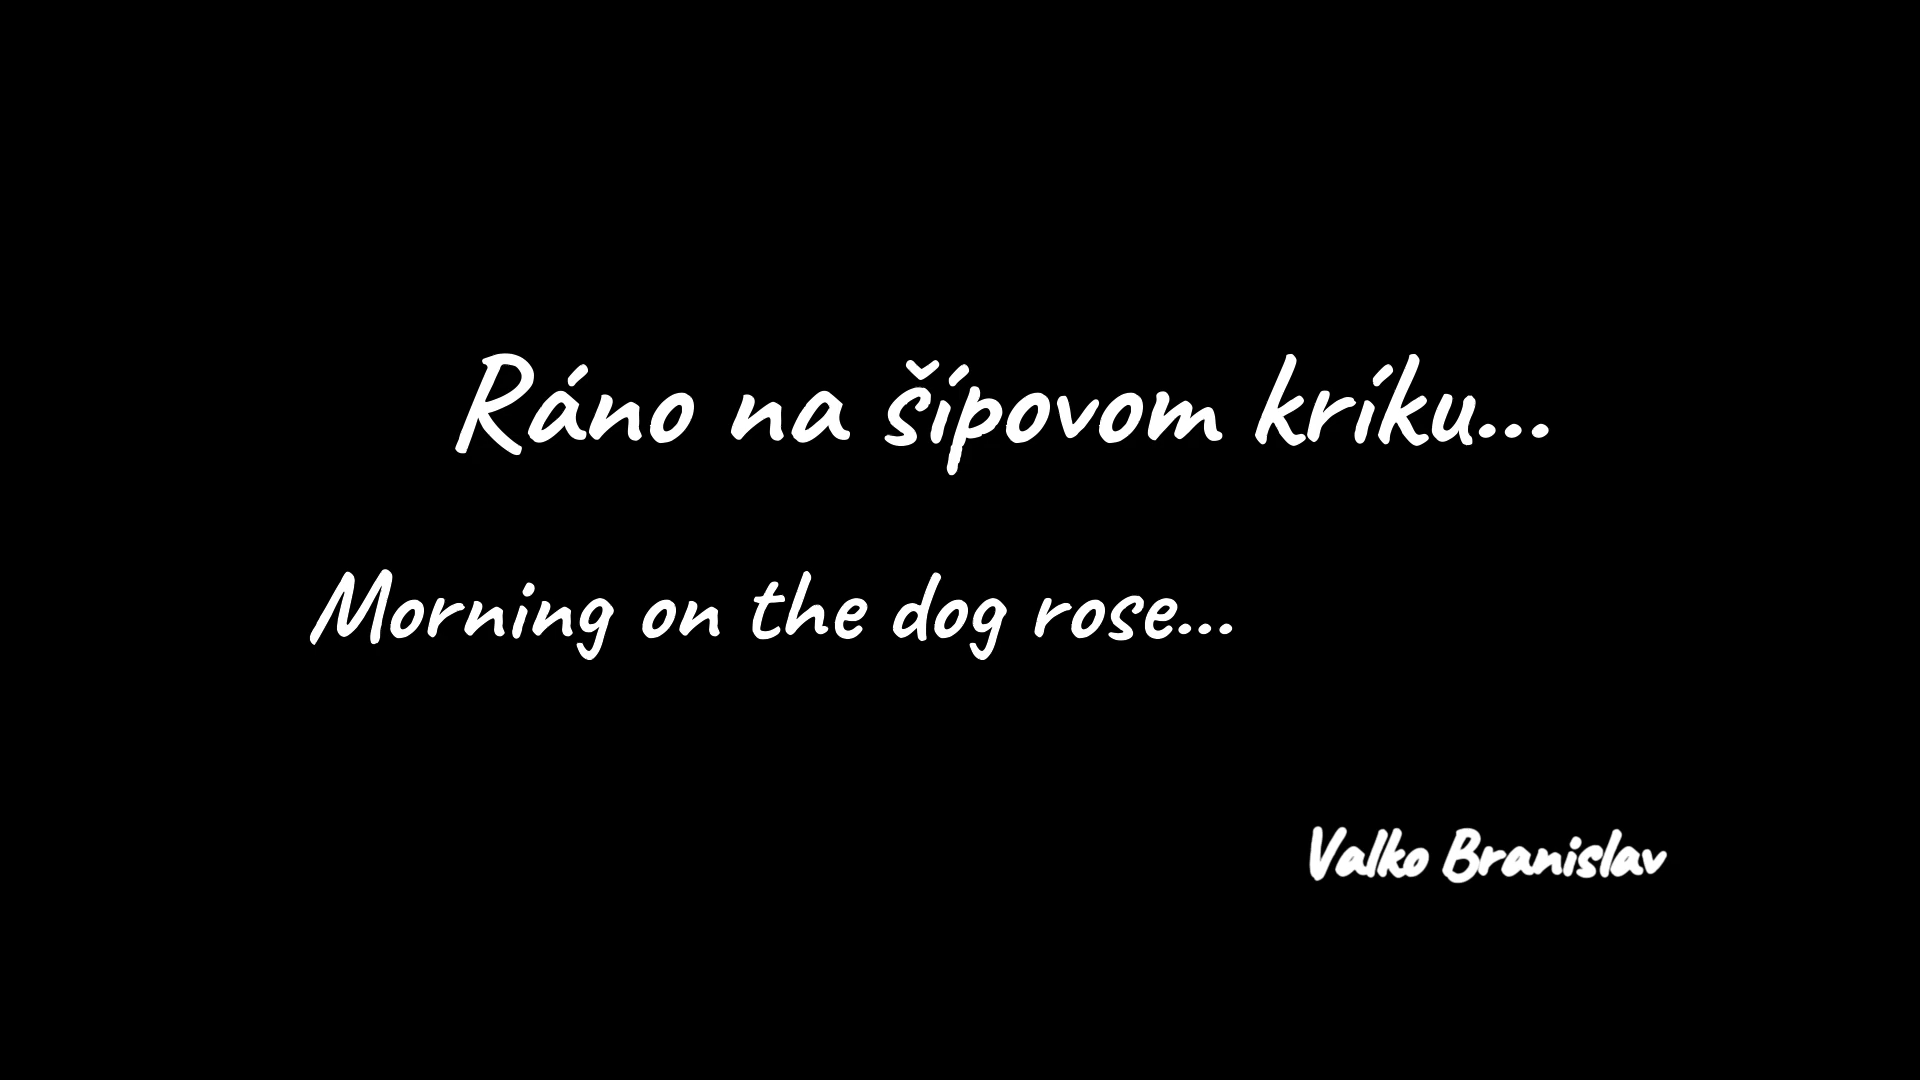 Ráno na šípovom kríku...
Morning on the dog rose...
Valko Branislav